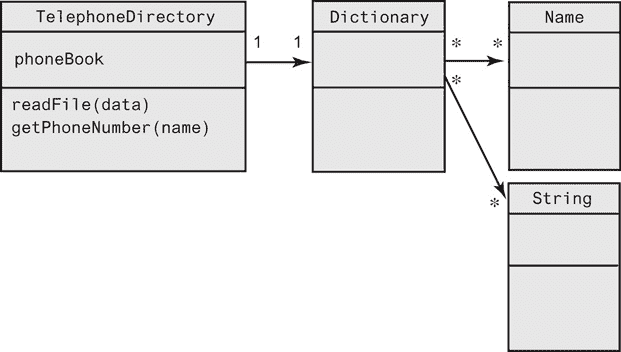 TelephoneDirectory
phoneBook
readFile(data)
getPhoneNumber(name)
1 1
Dictionary
* *
*
Name
*
String